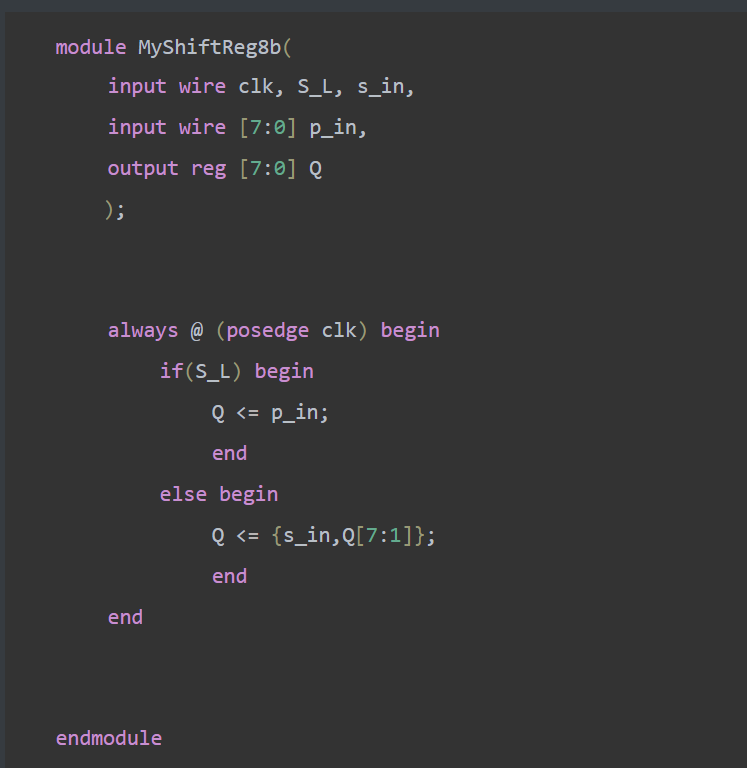 module MyShiftReg8b(
input wire clk, S_L, s_in,
input wire [7:0] p_in,
output reg [7:0] Q
);
always @ (posedge clk) begin
if(S_L) begin
Q <= p_in;
end
else begin
Q <= {s_in,Q[7:1]};
end
end
endmodule